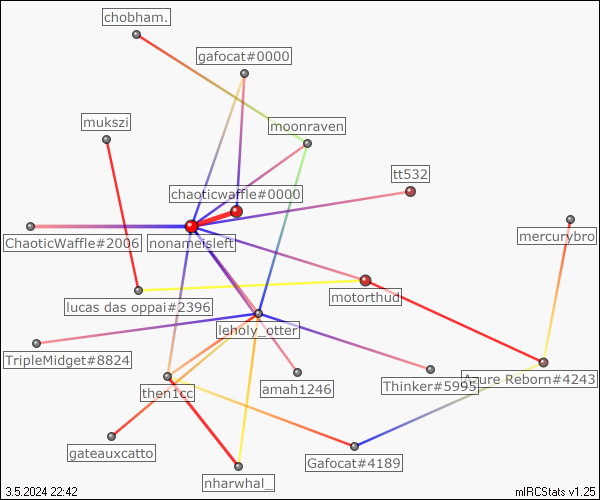 chobham.
gafocat#0000
mukszi
moonraven
tt532
chaoticwaffle#0000
mercurybro
ChaoticWaffle#2006
nonameisleft
motorthud
lucas das oppai#2396
leholy_otter
TripleMidget#8824
Azure Reborn#4243
Thinker#5995
amah1246
then1cc
gateauxcatto
Gafocat#4189
nharwhal_
3.5.2024 22:42
mIRCStats v1.25